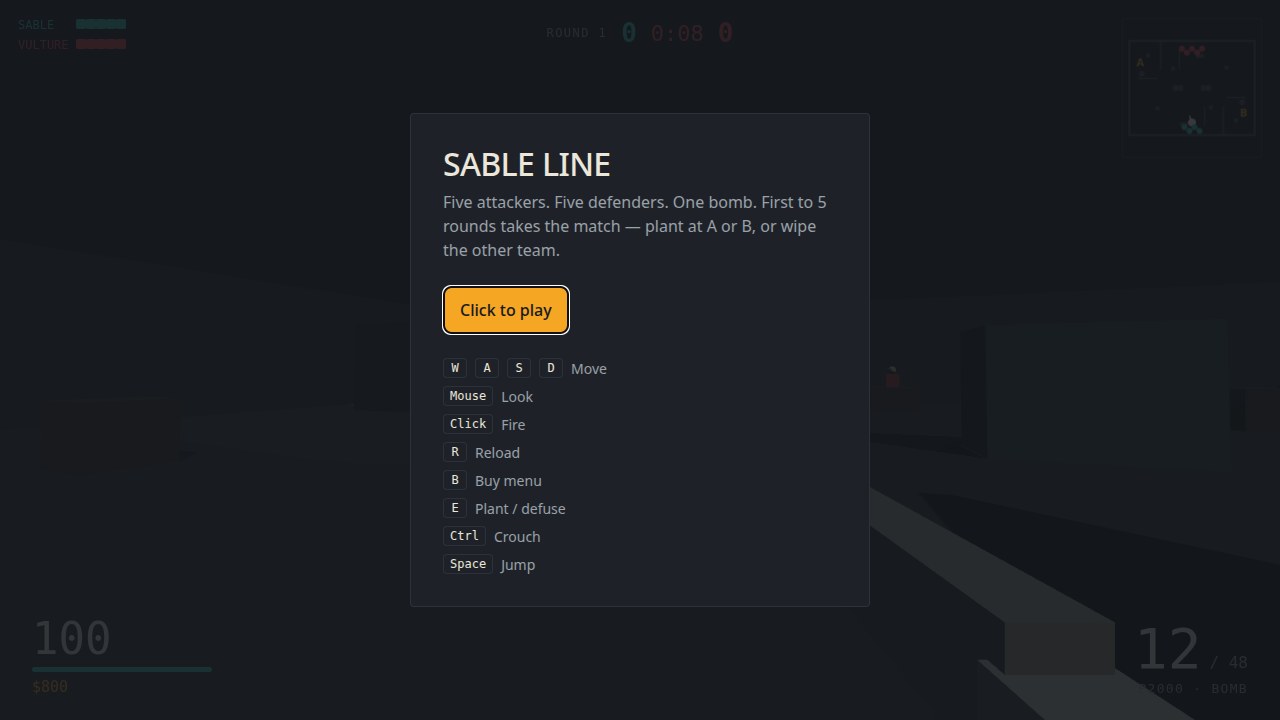 SABLE
VULTURE
ROUND 1 0 0:08 0
A
B
SABLE LINE
Five attackers. Five defenders. One bomb. First to 5
rounds takes the match — plant at A or B, or wipe
the other team.
Click to play
W A S D Move
Mouse Look
Click Fire
R Reload
B Buy menu
E Plant / defuse
Ctrl Crouch
Space Jump
100
$800
12 / 48
2000 · BOMB